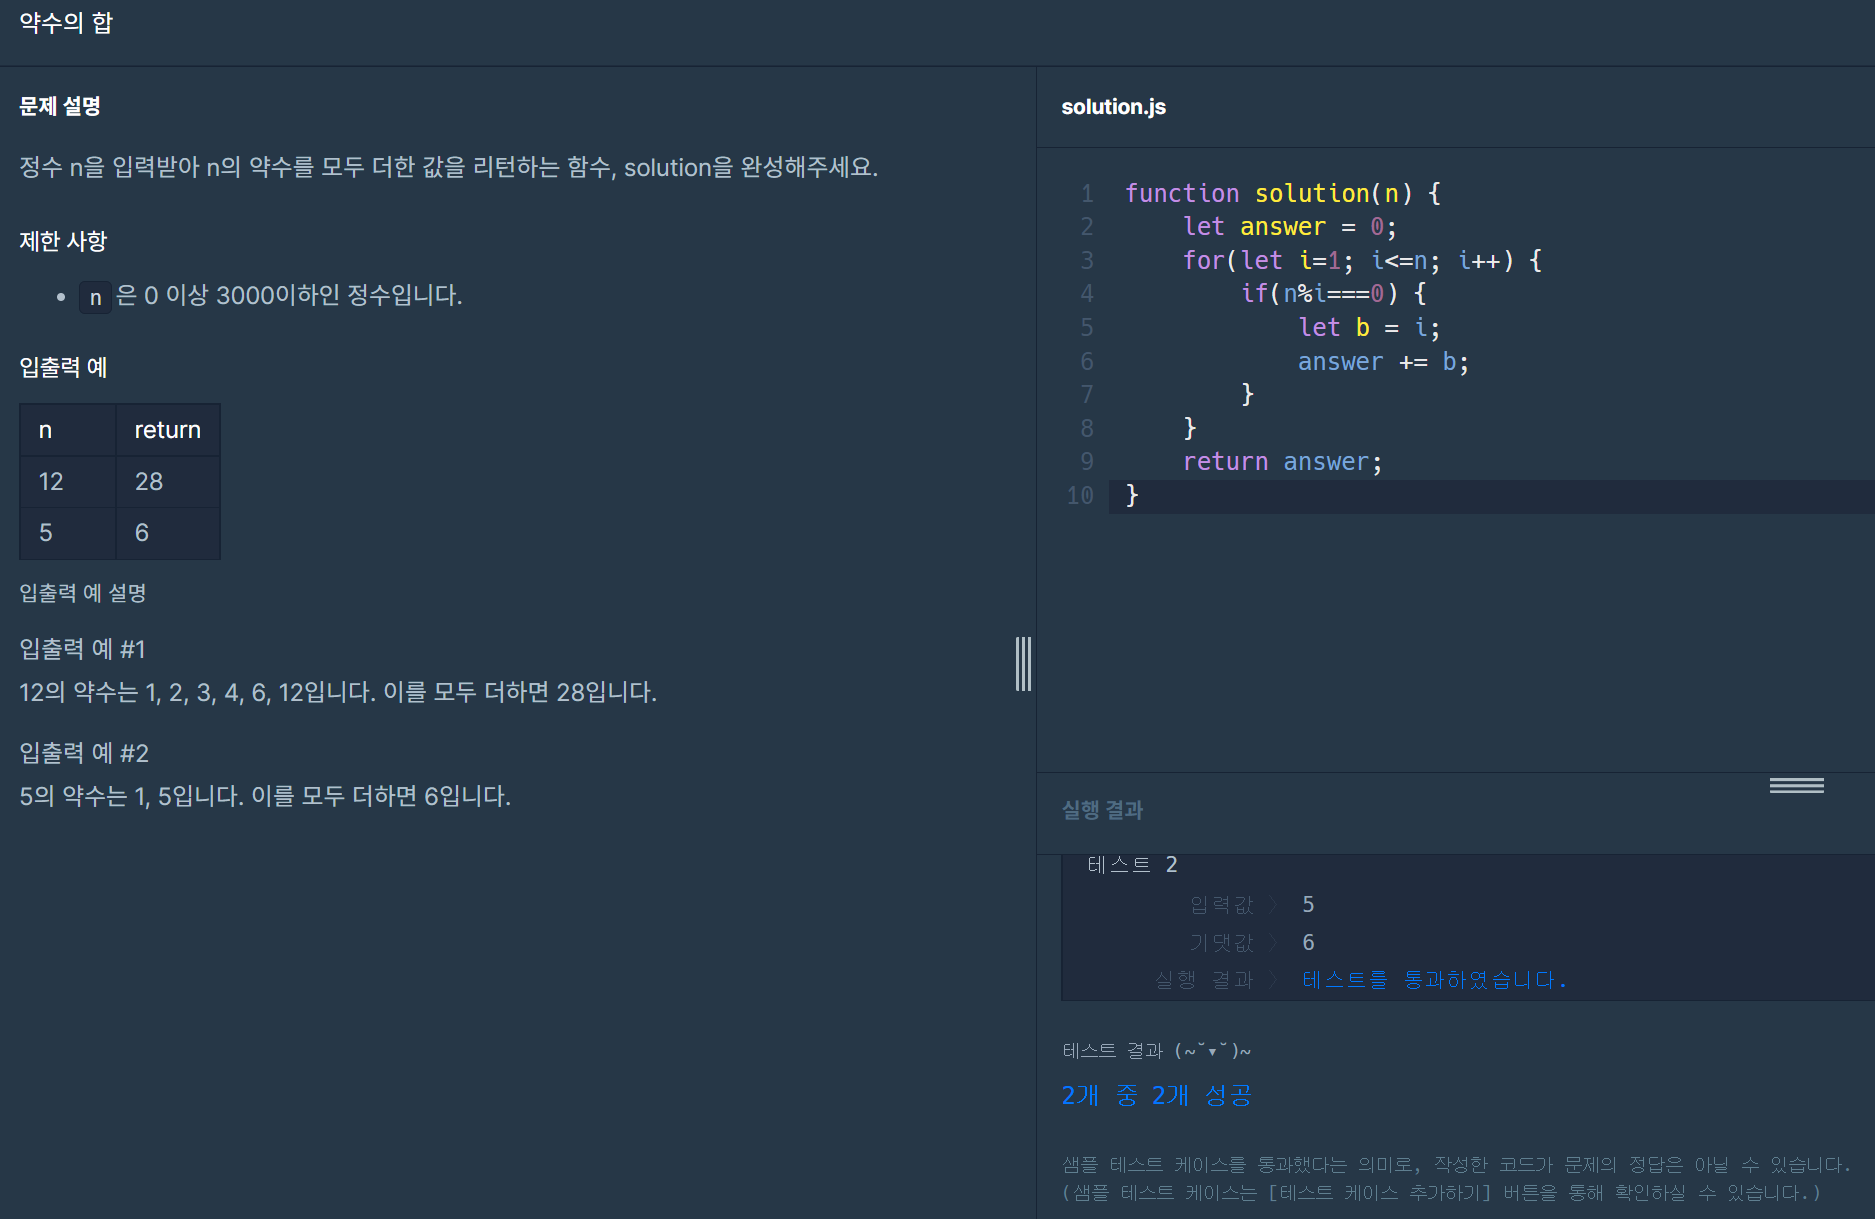 약수의 합
문제 설명
정수 n을 입력받아 n의 약수를 모두 더한 값을 리턴하는 함수, solution을 완성해주세요.
제한 사항
• n 은 0 이상 3000이하인 정수입니다.
입출력 예
n return
12 28
5 6
입출력 예 설명
입출력 예 #1
12의 약수는 1, 2, 3, 4, 6, 12입니다. 이를 모두 더하면 28입니다.
입출력 예 #2
5의 약수는 1, 5입니다. 이를 모두 더하면 6입니다.
solution.js
1 function solution(n) {
2     let answer = 0;
3     for(let i=1; i<=n; i++) {
4         if(n%i===0) {
5             let b = i;
6             answer += b;
7         }
8     }
9     return answer;
10 }
실행 결과
테스트 2
입력값 〉 5
기댓값 〉 6
실행 결과 〉 테스트를 통과하였습니다.
테스트 결과 (~˘▾˘)~
2개 중 2개 성공
샘플 테스트 케이스를 통과했다는 의미로, 작성한 코드가 문제의 정답은 아닐 수 있습니다.
(샘플 테스트 케이스는 [테스트 케이스 추가하기] 버튼을 통해 확인하실 수 있습니다.)